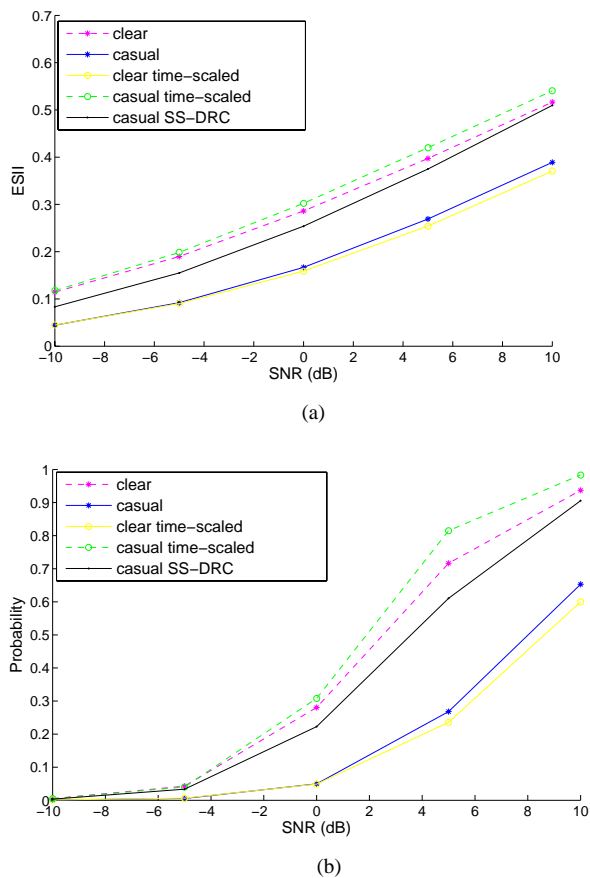 0.7
0.6
0.5
0.4
0.3
0.2
0.1
0
ESII
clear
casual
clear time−scaled
casual time−scaled
casual SS−DRC
−10 −8 −6 −4 −2 0 2 4 6 8 10
SNR (dB)
(a)
1
0.9
0.8
0.7
0.6
0.5
0.4
0.3
0.2
0.1
0
Probability
clear
casual
clear time−scaled
casual time−scaled
casual SS−DRC
−10 −8 −6 −4 −2 0 2 4 6 8 10
SNR (dB)
(b)